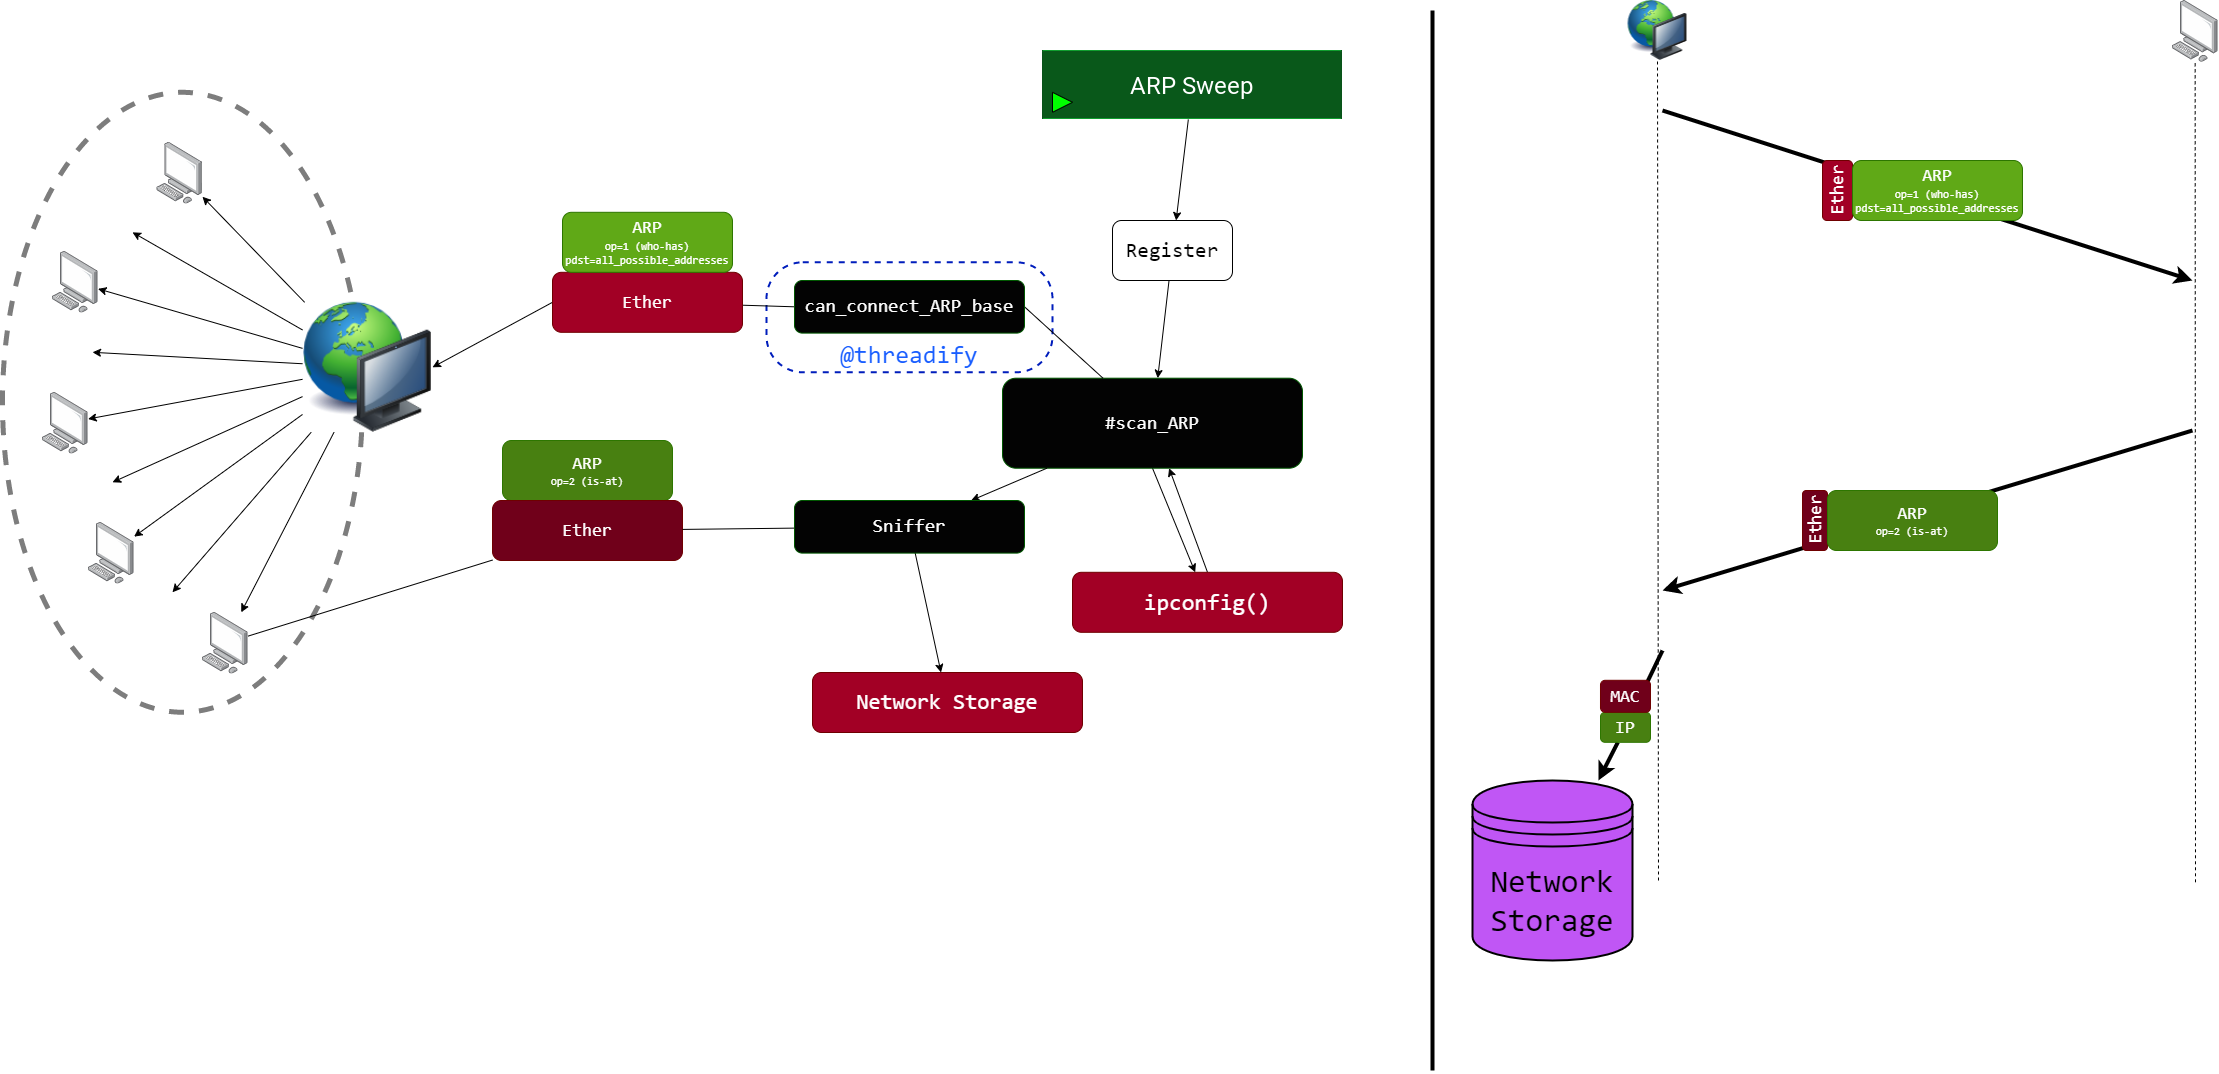 ARP Sweep
Register
ARP
op=1 (who-has)
pdst=all_possible_addresses
Ether
can_connect_ARP_base
@threadify
#scan_ARP
ARP
op=2 (is-at)
Ether
Sniffer
ipconfig()
Network Storage
Ether
ARP
op=1 (who-has)
pdst=all_possible_addresses
Ether
ARP
op=2 (is-at)
MAC
IP
Network
Storage